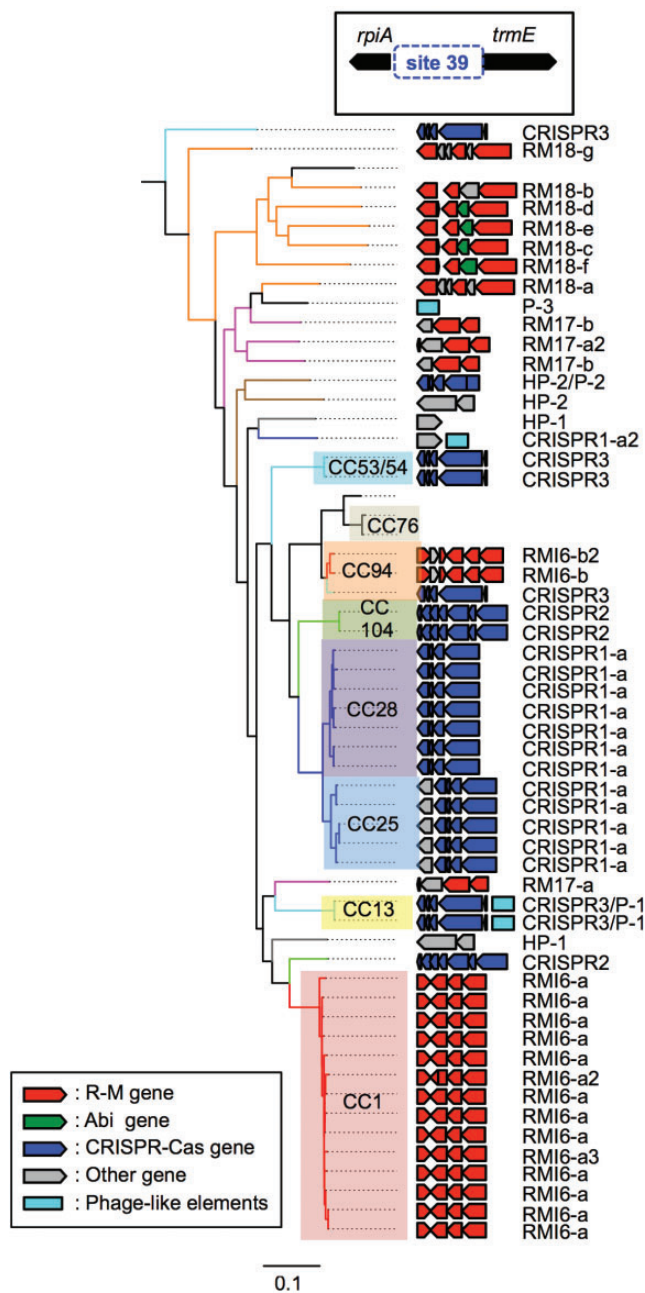 rpiA trmE
site 39
CRISPR3
RM18-g
RM18-b
RM18-d
RM18-e
RM18-c
RM18-f
RM18-a
P-3
RM17-b
RM17-a2
RM17-b
HP-2/P-2
HP-2
HP-1
CRISPR1-a2
CC53/54
CRISPR3
CRISPR3
CC76
CC94
RMI6-b2
RMI6-b
CRISPR3
CC
104
CRISPR2
CRISPR2
CC28
CRISPR1-a
CRISPR1-a
CRISPR1-a
CRISPR1-a
CRISPR1-a
CRISPR1-a
CRISPR1-a
CC25
CRISPR1-a
CRISPR1-a
CRISPR1-a
CRISPR1-a
CRISPR1-a
RM17-a
CC13
CRISPR3/P-1
CRISPR3/P-1
HP-1
CRISPR2
CC1
RMI6-a
RMI6-a
RMI6-a
RMI6-a
RMI6-a
RMI6-a2
RMI6-a
RMI6-a
RMI6-a
RMI6-a3
RMI6-a
RMI6-a
RMI6-a
RMI6-a
: R-M gene
: Abi gene
: CRISPR-Cas gene
: Other gene
: Phage-like elements
0.1